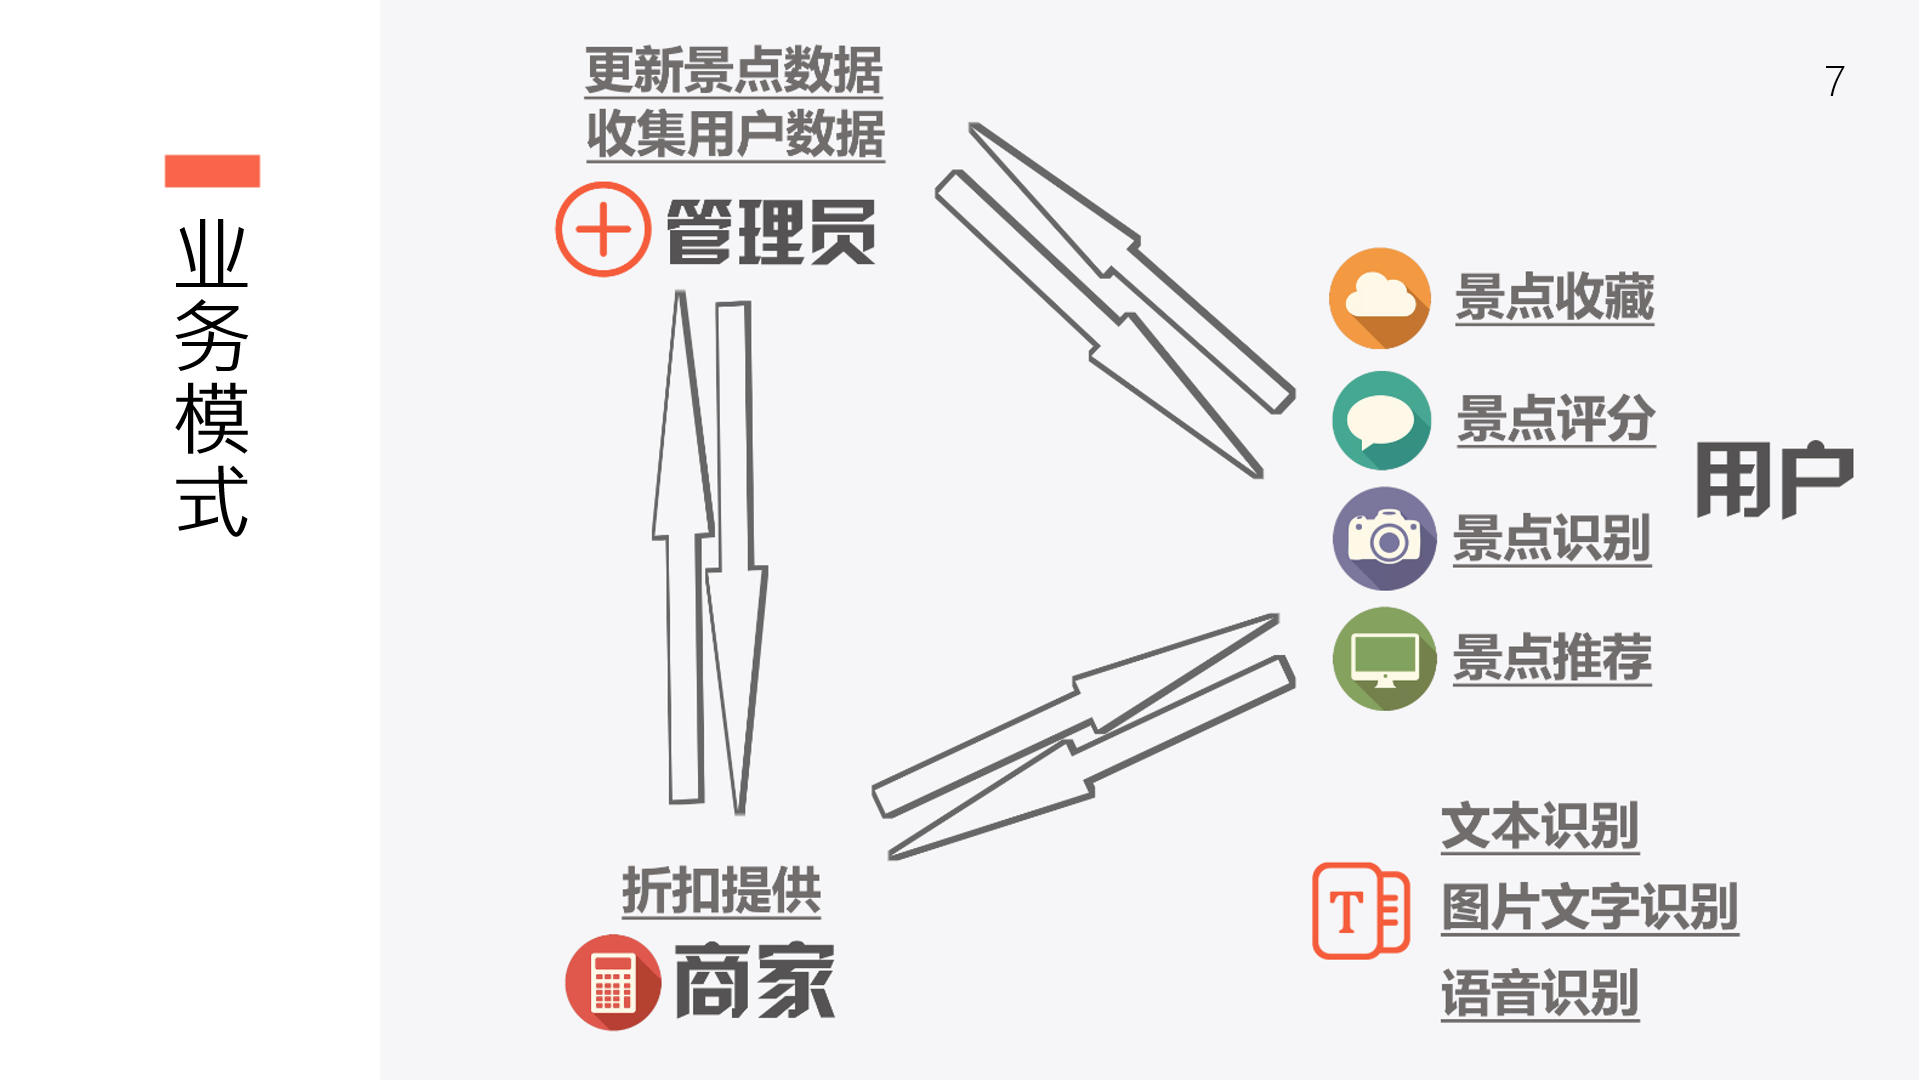 7
业务模式
更新景点数据
收集用户数据
管理员
景点收藏
景点评分
用户
景点识别
景点推荐
折扣提供
商家
文本识别
T
图片文字识别
语音识别